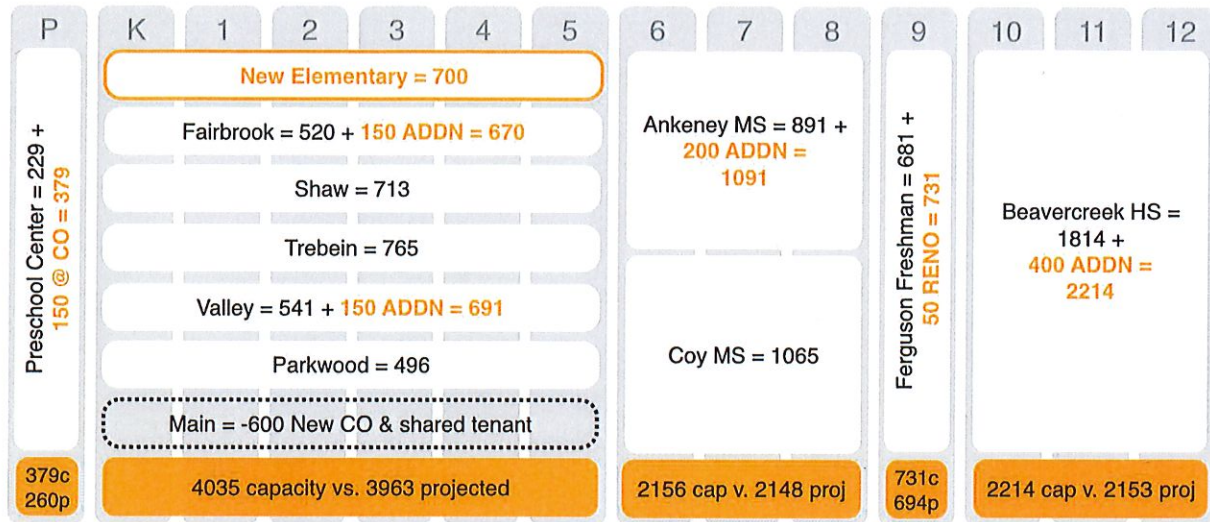 P K 1 2 3 4 5 6 7 8 9 10 11 12
Preschool Center = 229 +
150 @ CO = 379
New Elementary = 700
Fairbrook = 520 + 150 ADDN = 670
Shaw = 713
Trebein = 765
Valley = 541 + 150 ADDN = 691
Parkwood = 496
Main = -600 New CO & shared tenant
Ankeney MS = 891 +
200 ADDN =
1091
Coy MS = 1065
Ferguson Freshman = 681 +
50 RENO = 731
Beavercreek HS =
1814 +
400 ADDN =
2214
379c
260p
4035 capacity vs. 3963 projected
2156 cap v. 2148 proj
731c
694p
2214 cap v. 2153 proj